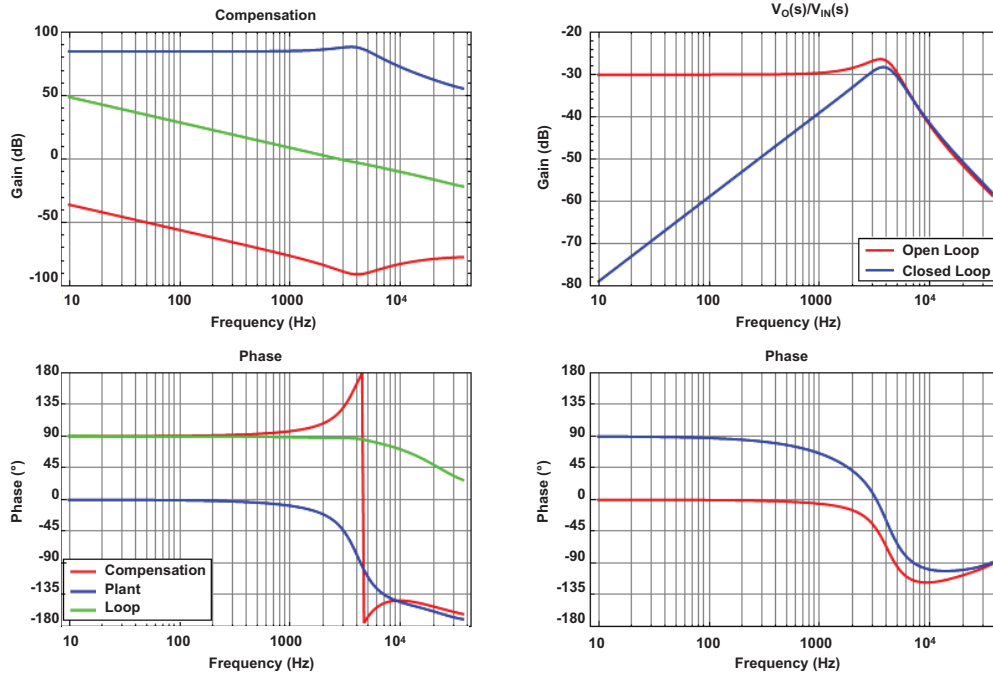 Compensation
100
50
0
-50
-100
Gain (dB)
10
100
1000
10⁴
Frequency (Hz)
V_O(s)/V_IN(s)
-20
-30
-40
-50
-60
-70
-80
Gain (dB)
Open Loop
Closed Loop
10
100
1000
10⁴
Frequency (Hz)
Phase
180
135
90
45
0
-45
-90
-135
-180
Phase (°)
Compensation
Plant
Loop
10
100
1000
10⁴
Frequency (Hz)
Phase
180
135
90
45
0
-45
-90
-135
-180
Phase (°)
10
100
1000
10⁴
Frequency (Hz)